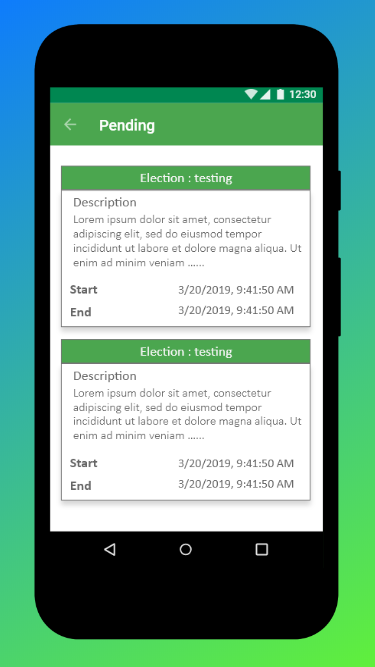 12:30
Pending
Election : testing
Description
Lorem ipsum dolor sit amet, consectetur
adipiscing elit, sed do eiusmod tempor
incididunt ut labore et dolore magna aliqua. Ut
enim ad minim veniam ......
Start 3/20/2019, 9:41:50 AM
End 3/20/2019, 9:41:50 AM
Election : testing
Description
Lorem ipsum dolor sit amet, consectetur
adipiscing elit, sed do eiusmod tempor
incididunt ut labore et dolore magna aliqua. Ut
enim ad minim veniam ......
Start 3/20/2019, 9:41:50 AM
End 3/20/2019, 9:41:50 AM